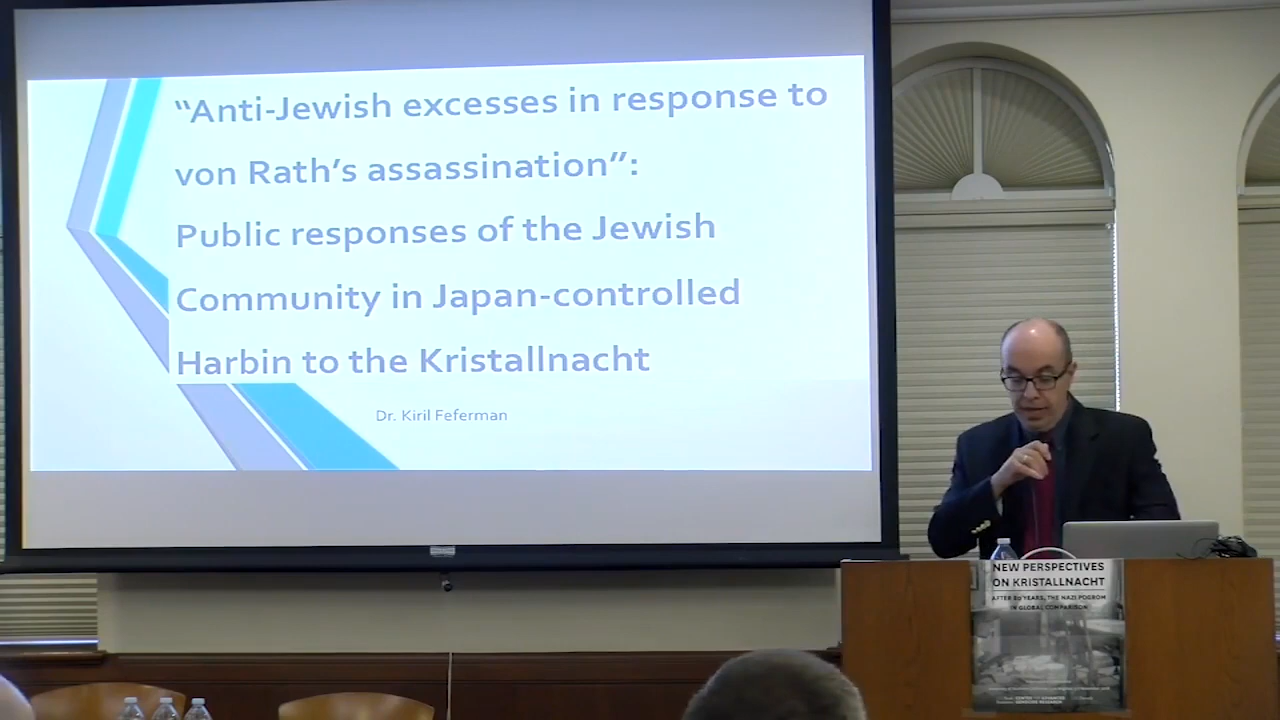 “Anti-Jewish excesses in response to
von Rath’s assassination”:
Public responses of the Jewish
Community in Japan-controlled
Harbin to the Kristallnacht
Dr. Kiril Feferman
NEW PERSPECTIVES
ON KRISTALLNACHT
AFTER 80 YEARS, THE NAZI POGROM
IN GLOBAL COMPARISON